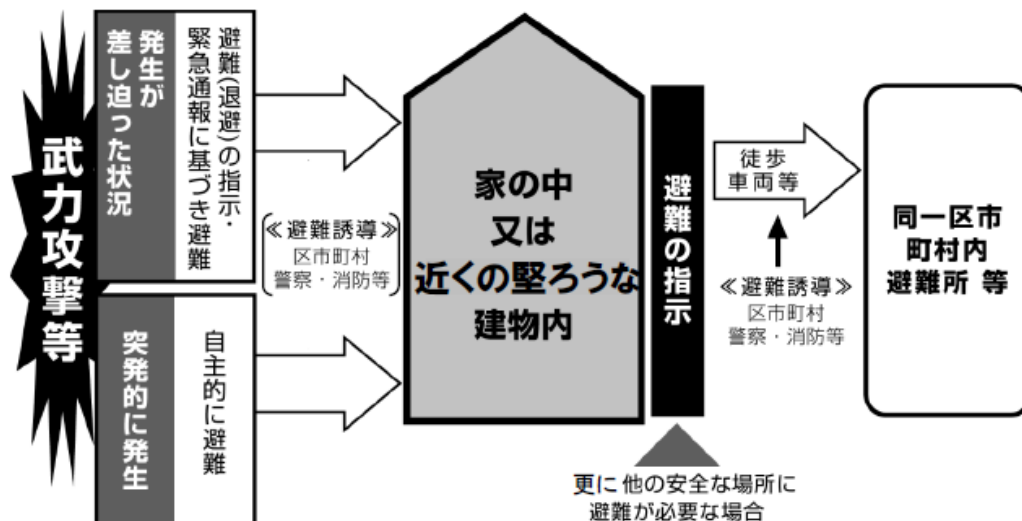 武力攻撃等
発生が
差し迫った状況
避難(退避)の指示・
緊急通報に基づき避難
突発的に発生
自主的に避難
≪避難誘導≫
区市町村
警察・消防等
家の中
又は
近くの堅ろうな
建物内
避難の指示
更に他の安全な場所に
避難が必要な場合
徒歩
車両等
≪避難誘導≫
区市町村
警察・消防等
同一区市
町村内
避難所 等